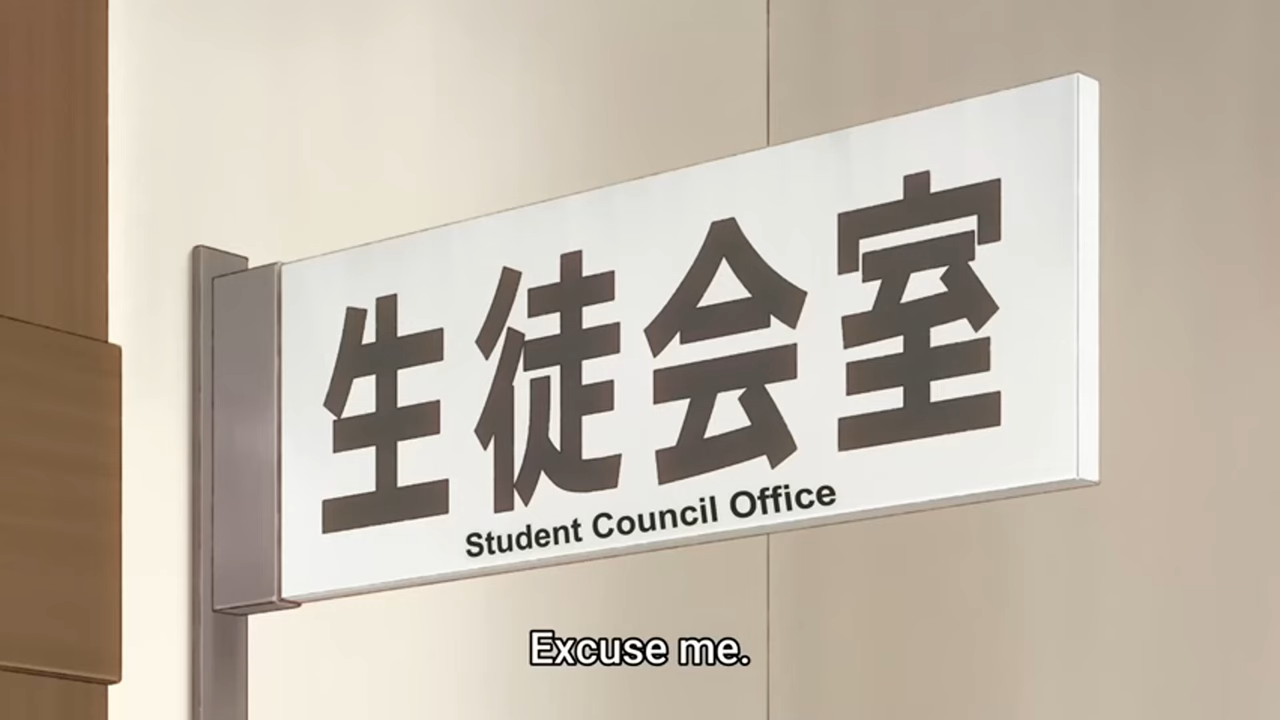 生徒会室
Student Council Office
Excuse me.